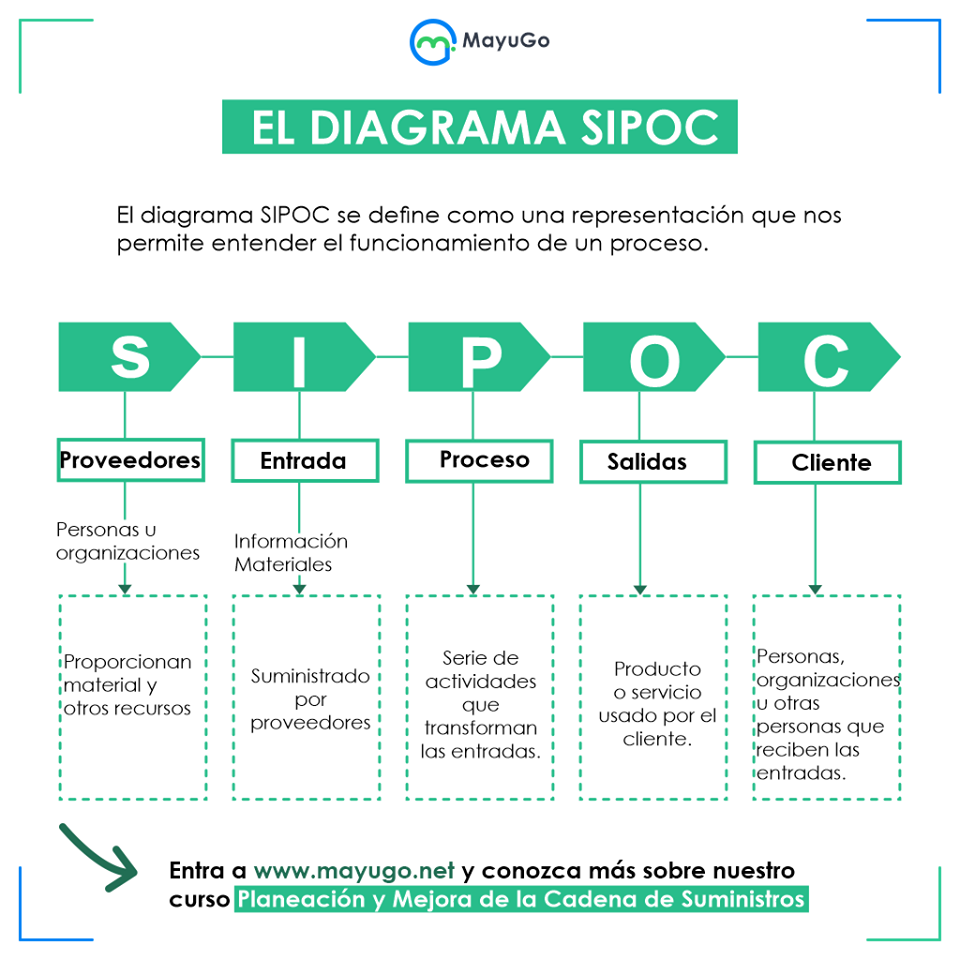 MayuGo
EL DIAGRAMA SIPOC
El diagrama SIPOC se define como una representación que nos
permite entender el funcionamiento de un proceso.
S
I
P
O
C
Proveedores
Entrada
Proceso
Salidas
Cliente
Personas u
organizaciones
Información
Materiales
Proporcionan
material y
otros recursos
Suministrado
por
proveedores
Serie de
actividades
que
transforman
las entradas.
Producto
o servicio
usado por el
cliente.
Personas,
organizaciones
u otras
personas que
reciben las
entradas.
Entra a www.mayugo.net y conozca más sobre nuestro
curso Planeación y Mejora de la Cadena de Suministros